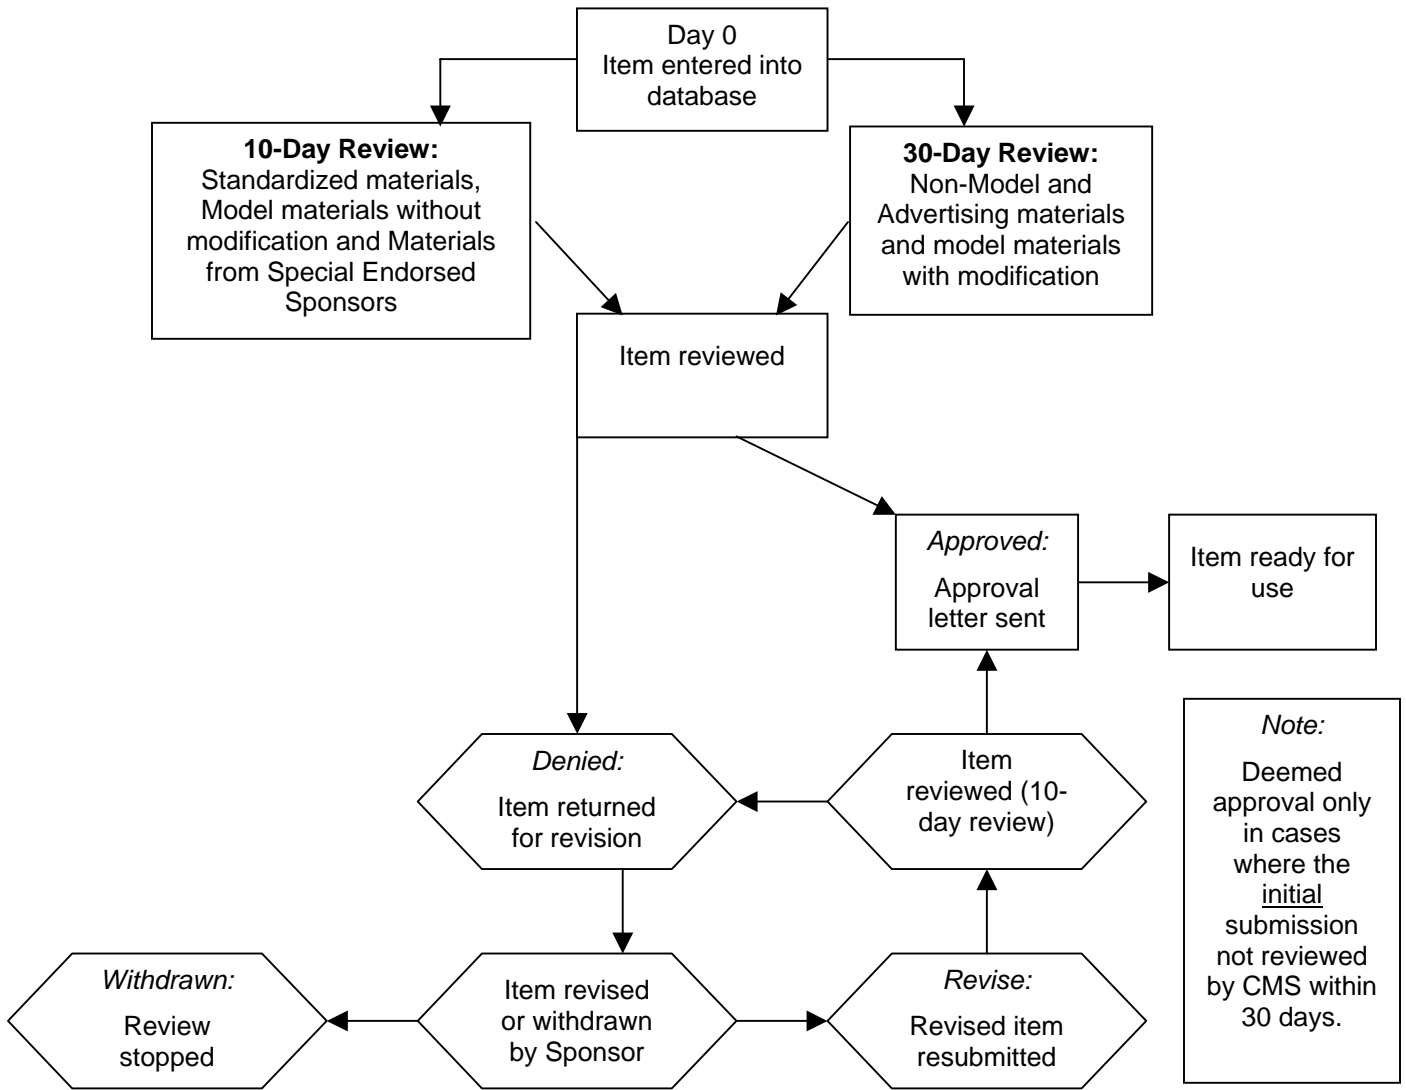 Day 0
Item entered into
database
10-Day Review:
Standardized materials,
Model materials without
modification and Materials
from Special Endorsed
Sponsors
30-Day Review:
Non-Model and
Advertising materials
and model materials
with modification
Item reviewed
Approved:
Approval
letter sent
Item ready for
use
Denied:
Item returned
for revision
Item
reviewed (10-
day review)
Note:
Deemed
approval only
in cases
where the
initial
submission
not reviewed
by CMS within
30 days.
Withdrawn:
Review
stopped
Item revised
or withdrawn
by Sponsor
Revise:
Revised item
resubmitted